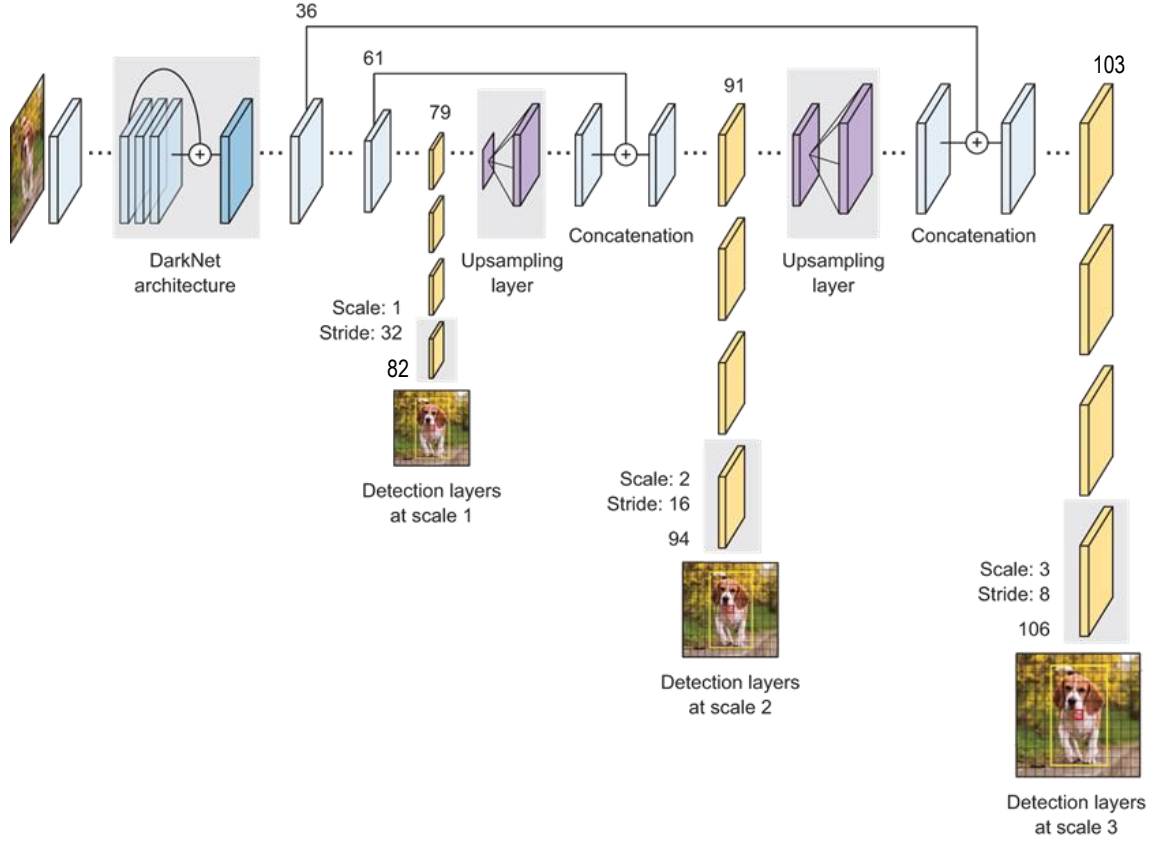 36
61
79
91
103
DarkNet
architecture
Upsampling
layer
Concatenation
Upsampling
layer
Concatenation
Scale: 1
Stride: 32
82
Detection layers
at scale 1
Scale: 2
Stride: 16
94
Detection layers
at scale 2
Scale: 3
Stride: 8
106
Detection layers
at scale 3